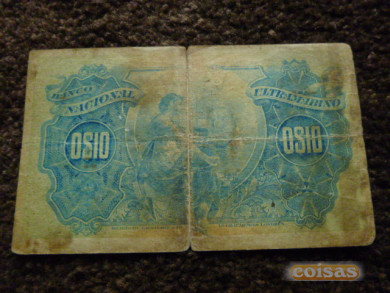 BANCO
NACIONAL
ULTRAMARINO
0$10 0$10
coisas